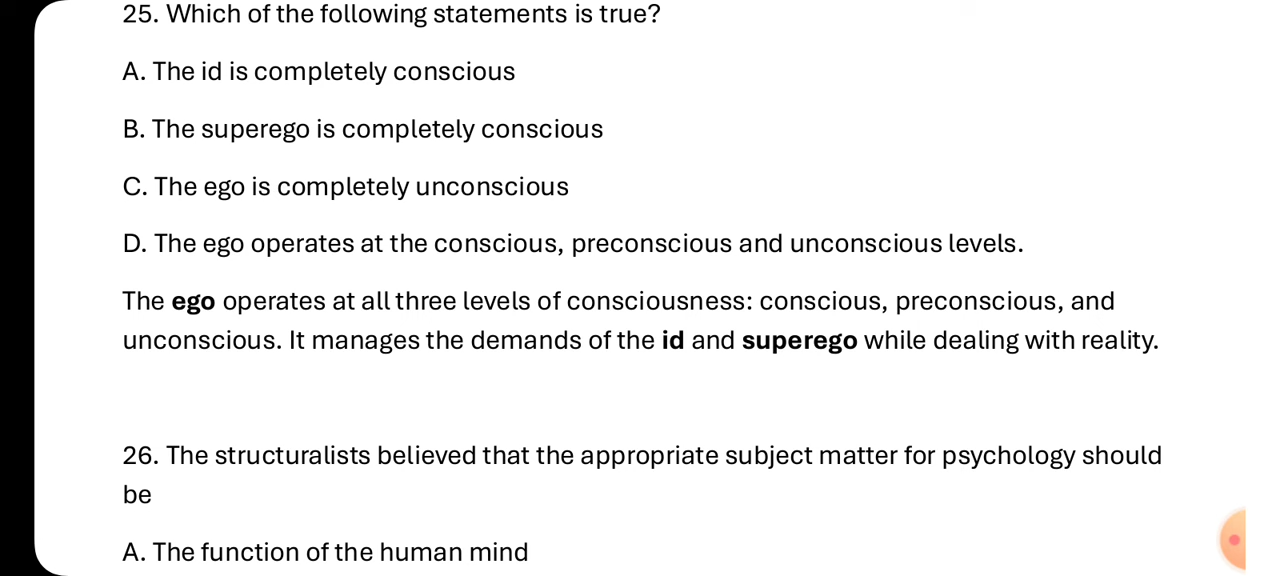 25. Which of the following statements is true?
A. The id is completely conscious
B. The superego is completely conscious
C. The ego is completely unconscious
D. The ego operates at the conscious, preconscious and unconscious levels.
The ego operates at all three levels of consciousness: conscious, preconscious, and
unconscious. It manages the demands of the id and superego while dealing with reality.
26. The structuralists believed that the appropriate subject matter for psychology should
be
A. The function of the human mind